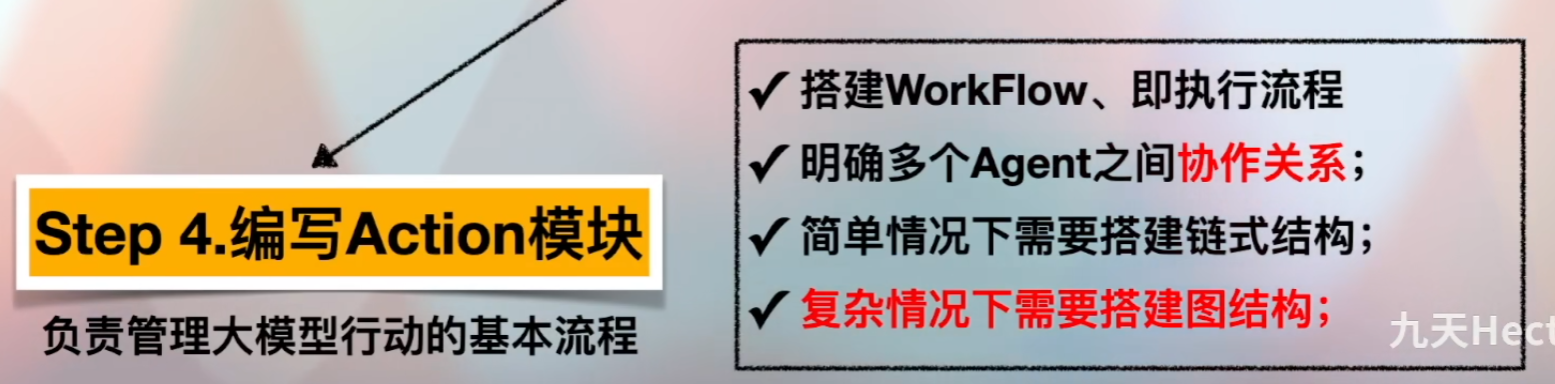 搭建WorkFlow、即执行流程
明确多个Agent之间协作关系；
Step 4.编写Action模块
简单情况下需要搭建链式结构；
复杂情况下需要搭建图结构；
负责管理大模型行动的基本流程
九天Hect